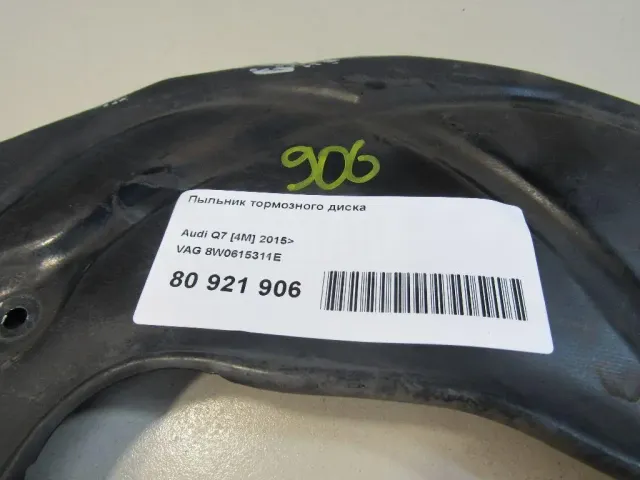 906
Пыльник тормозного диска
Audi Q7 [4M] 2015>
VAG 8W0615311E
80 921 906